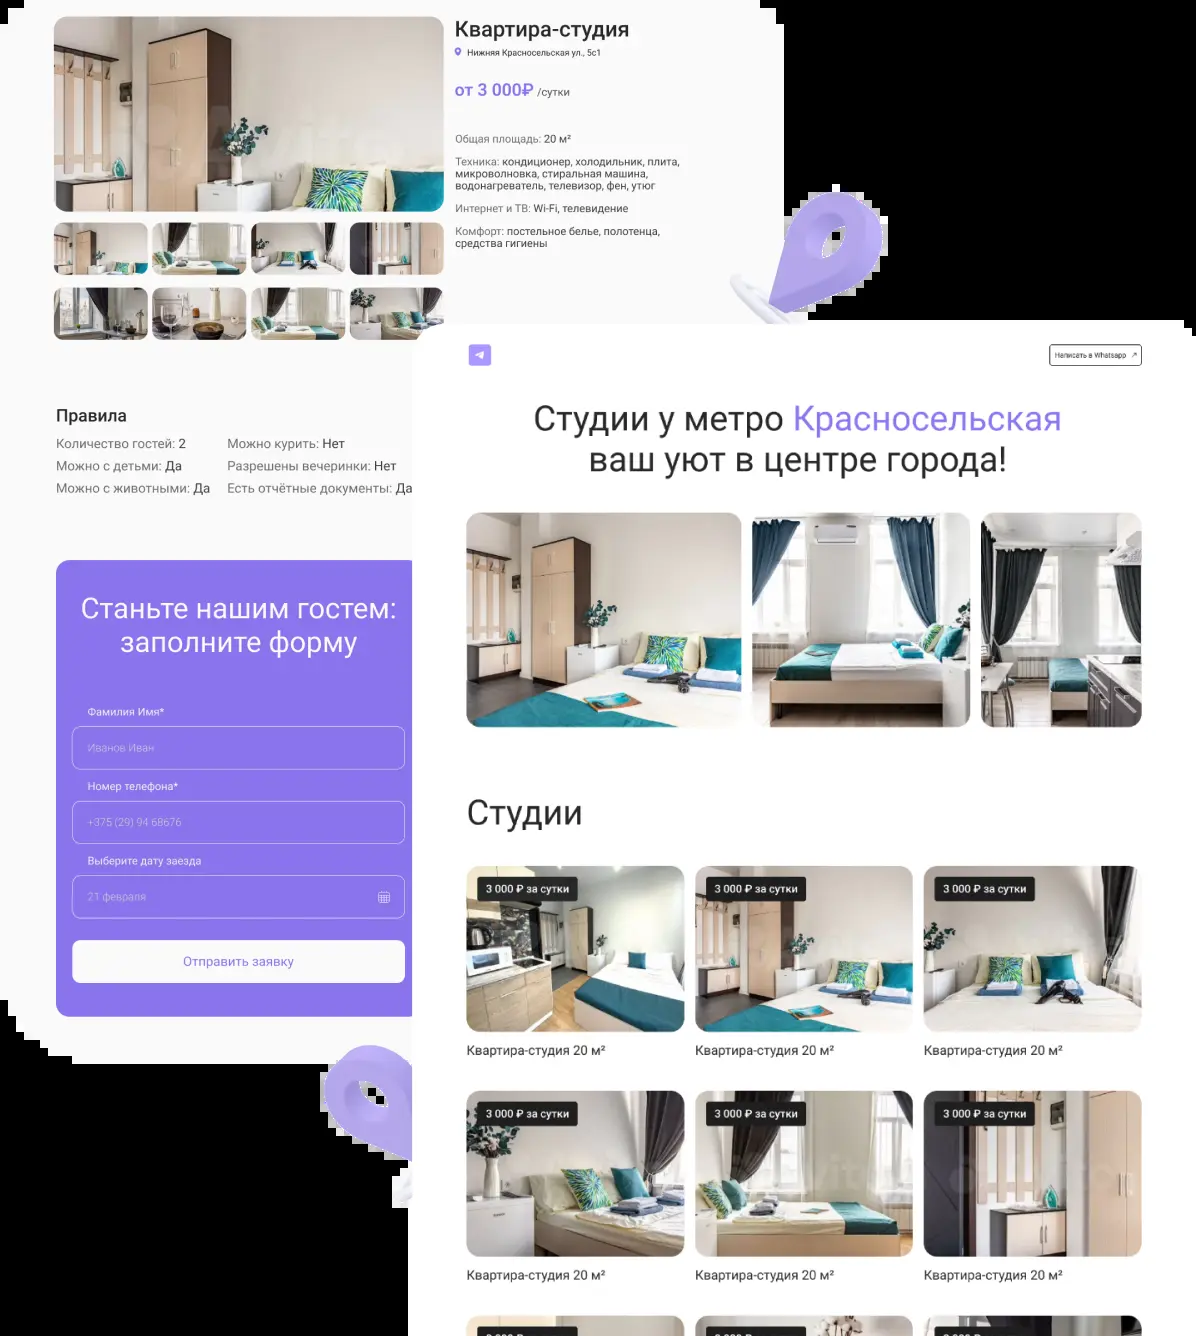 Квартира-студия
Нижняя Красносельская ул., 5с1
от 3 000₽ /сутки
Общая площадь: 20 м²
Техника: кондиционер, холодильник, плита,
микроволновка, стиральная машина,
водонагреватель, телевизор, фен, утюг
Интернет и ТВ: Wi-Fi, телевидение
Комфорт: постельное белье, полотенца,
средства гигиены
Правила
Количество гостей: 2
Можно курить: Нет
Можно с детьми: Да
Разрешены вечеринки: Нет
Можно с животными: Да
Есть отчётные документы: Да
Станьте нашим гостем:
заполните форму
Фамилия Имя*
Иванов Иван
Номер телефона*
+375 (29) 94 68676
Выберите дату заезда
21 февраля
Отправить заявку
Написать в Whatsapp
Студии у метро Красносельская
ваш уют в центре города!
Студии
3 000 ₽ за сутки
3 000 ₽ за сутки
3 000 ₽ за сутки
Квартира-студия 20 м²
Квартира-студия 20 м²
Квартира-студия 20 м²
3 000 ₽ за сутки
3 000 ₽ за сутки
3 000 ₽ за сутки
Квартира-студия 20 м²
Квартира-студия 20 м²
Квартира-студия 20 м²